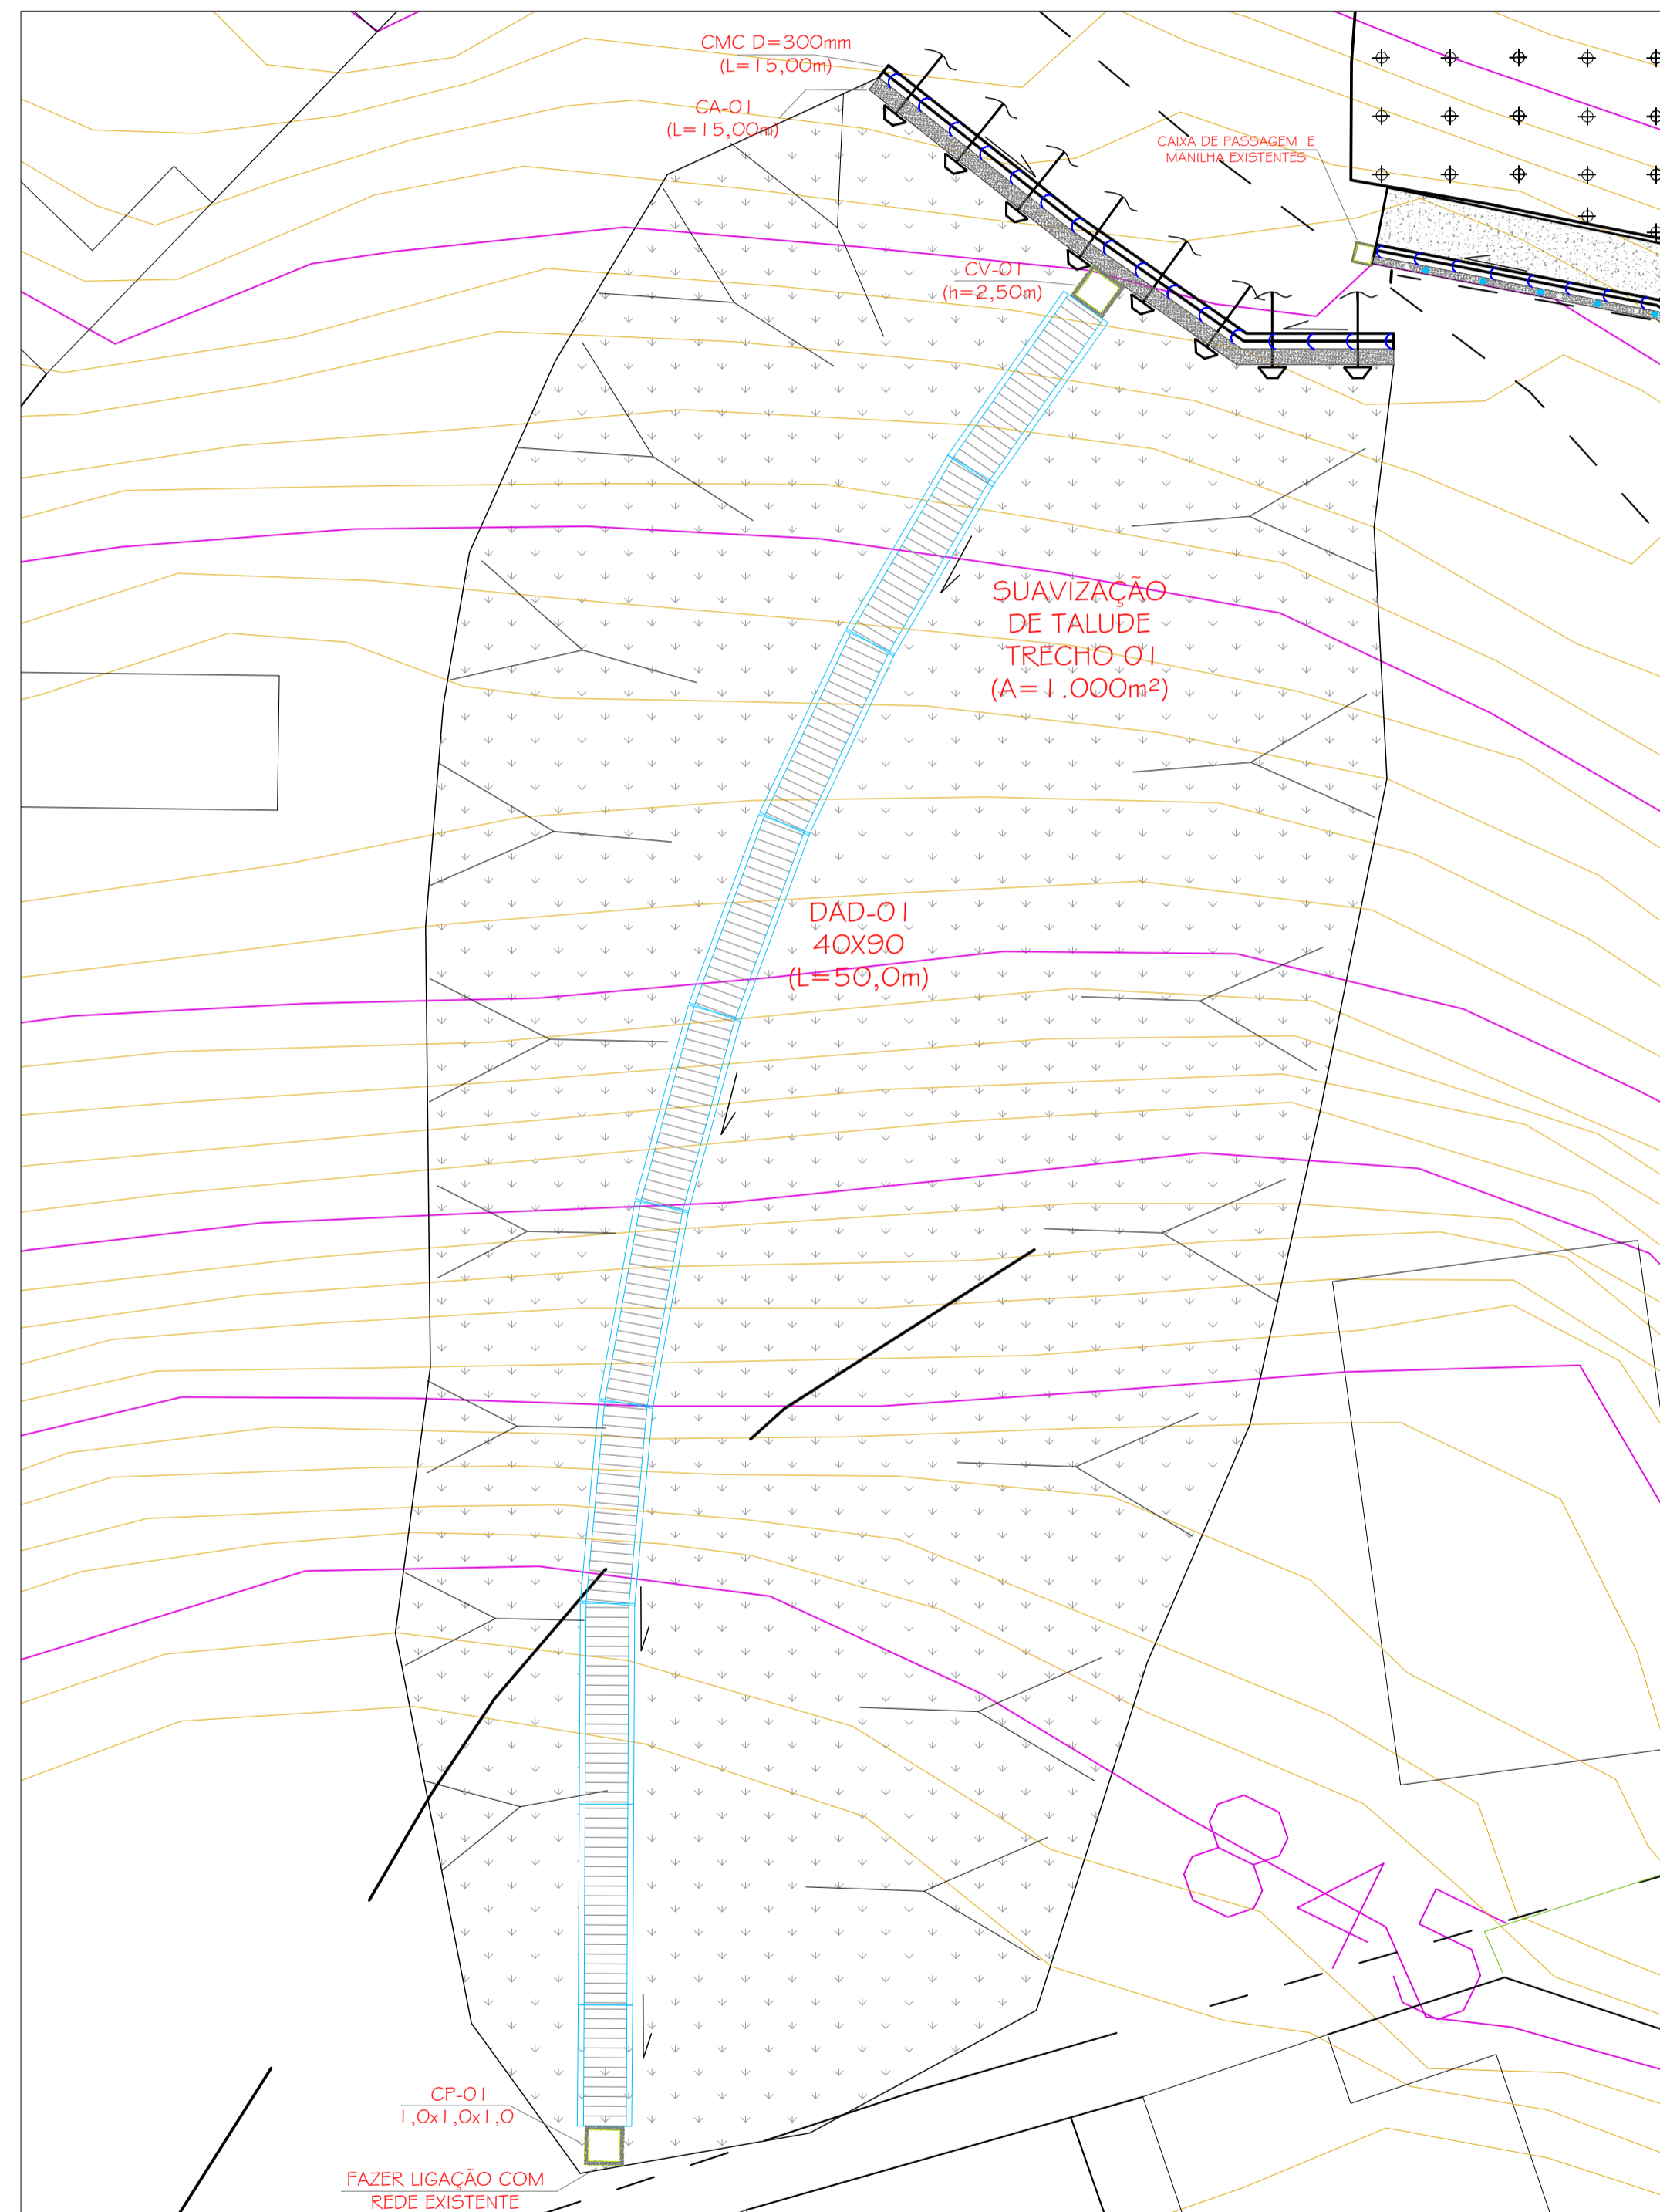 CMC D=300mm
(L=15,00m)
CA-01
(L=15,00m)
CAIXA DE PASSAGEM E
MANILHA EXISTENTES
CV-01
(h=2,50m)
SUAVIZAÇÃO
DE TALUDE
TRECHO 01
(A=1.000m²)
DAD-01
40X90
(L=50,0m)
845
CP-01
1,0x1,0x1,0
FAZER LIGAÇÃO COM
REDE EXISTENTE